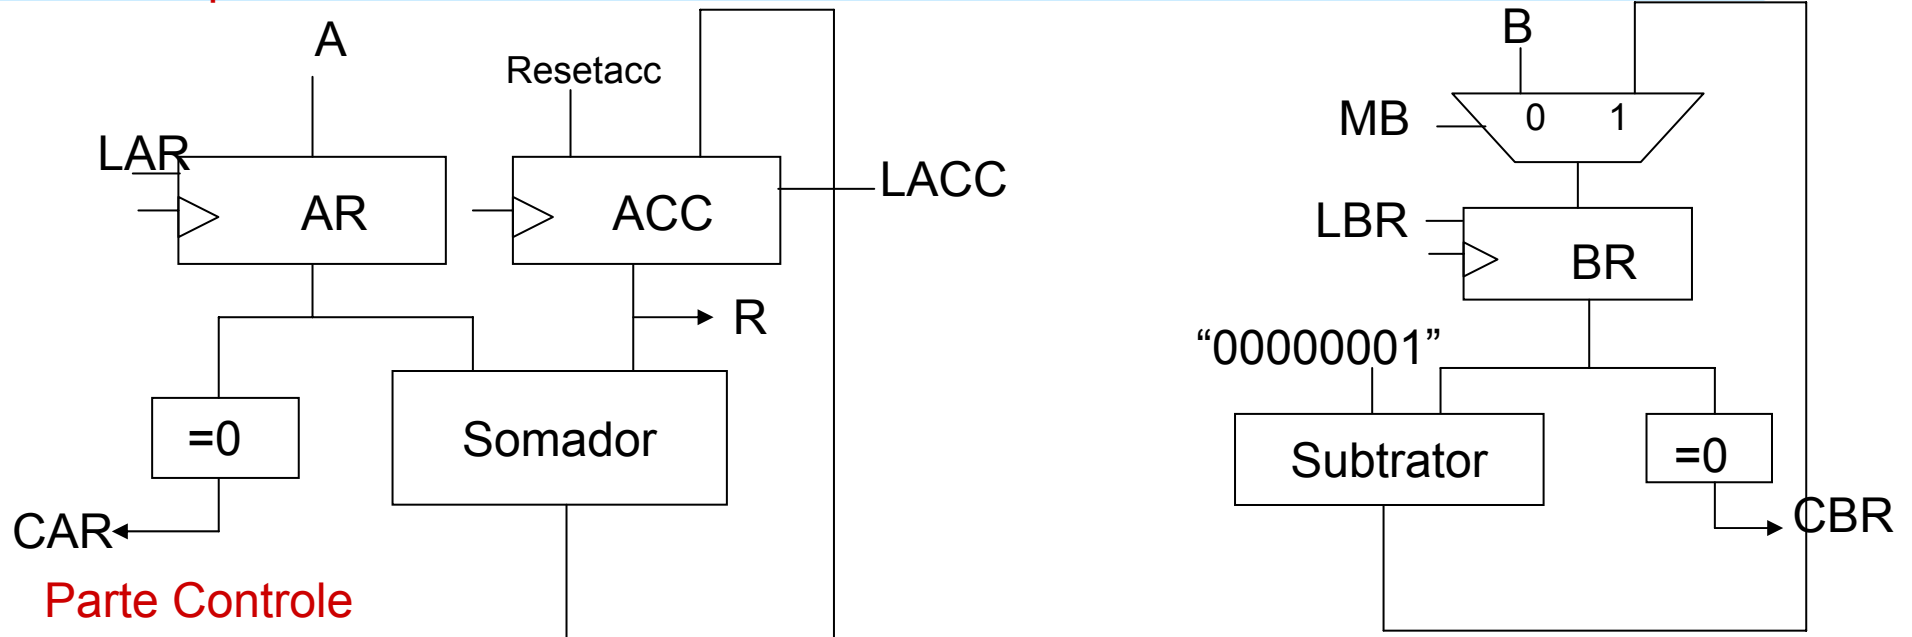 A
Resetacc
LAR
AR
ACC
LACC
R
=0
Somador
CAR
Parte Controle
B
MB
0 1
LBR
BR
“00000001”
Subtrator
=0
CBR